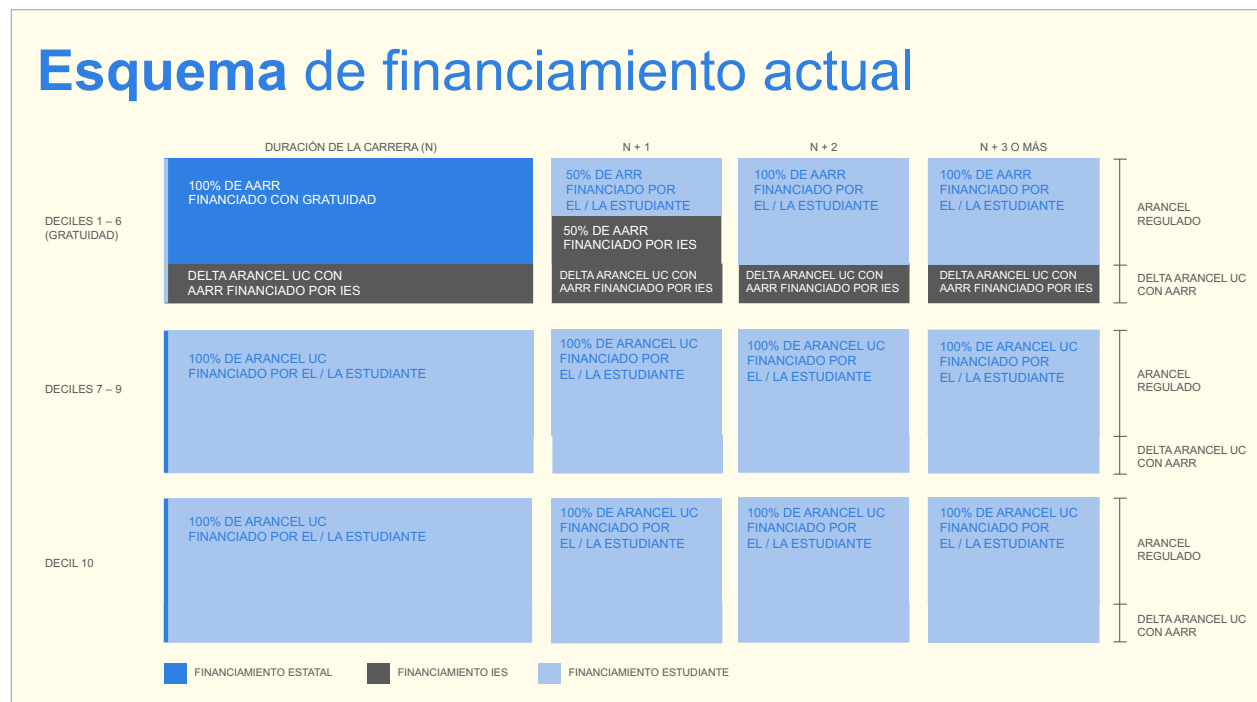 Esquema de financiamiento actual
DURACIÓN DE LA CARRERA (N)
N + 1
N + 2
N + 3 O MÁS
DECILES 1 – 6
(GRATUIDAD)
100% DE AARR
FINANCIADO CON GRATUIDAD
DELTA ARANCEL UC CON
AARR FINANCIADO POR IES
50% DE ARR
FINANCIADO POR
EL / LA ESTUDIANTE
50% DE AARR
FINANCIADO POR IES
DELTA ARANCEL UC CON
AARR FINANCIADO POR IES
100% DE AARR
FINANCIADO POR
EL / LA ESTUDIANTE
DELTA ARANCEL UC CON
AARR FINANCIADO POR IES
100% DE AARR
FINANCIADO POR
EL / LA ESTUDIANTE
DELTA ARANCEL UC CON
AARR FINANCIADO POR IES
ARANCEL
REGULADO
DELTA ARANCEL UC
CON AARR
DECILES 7 – 9
100% DE ARANCEL UC
FINANCIADO POR EL / LA ESTUDIANTE
100% DE ARANCEL UC
FINANCIADO POR
EL / LA ESTUDIANTE
100% DE ARANCEL UC
FINANCIADO POR
EL / LA ESTUDIANTE
100% DE ARANCEL UC
FINANCIADO POR
EL / LA ESTUDIANTE
ARANCEL
REGULADO
DELTA ARANCEL UC
CON AARR
DECIL 10
100% DE ARANCEL UC
FINANCIADO POR EL / LA ESTUDIANTE
100% DE ARANCEL UC
FINANCIADO POR
EL / LA ESTUDIANTE
100% DE ARANCEL UC
FINANCIADO POR
EL / LA ESTUDIANTE
100% DE ARANCEL UC
FINANCIADO POR
EL / LA ESTUDIANTE
ARANCEL
REGULADO
DELTA ARANCEL UC
CON AARR
FINANCIAMIENTO ESTATAL
FINANCIAMIENTO IES
FINANCIAMIENTO ESTUDIANTE